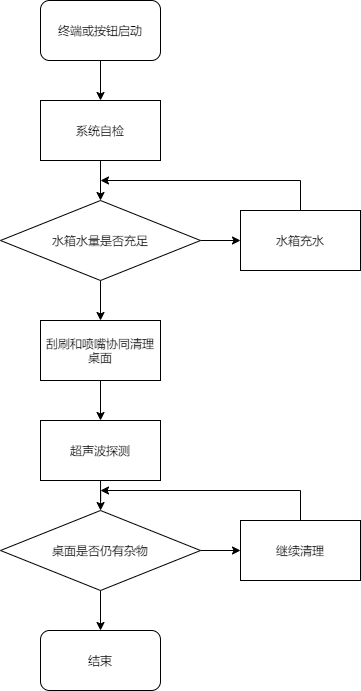 终端或按钮启动
系统自检
水箱水量是否充足
水箱充水
刮刷和喷嘴协同清理
桌面
超声波探测
桌面是否仍有杂物
继续清理
结束